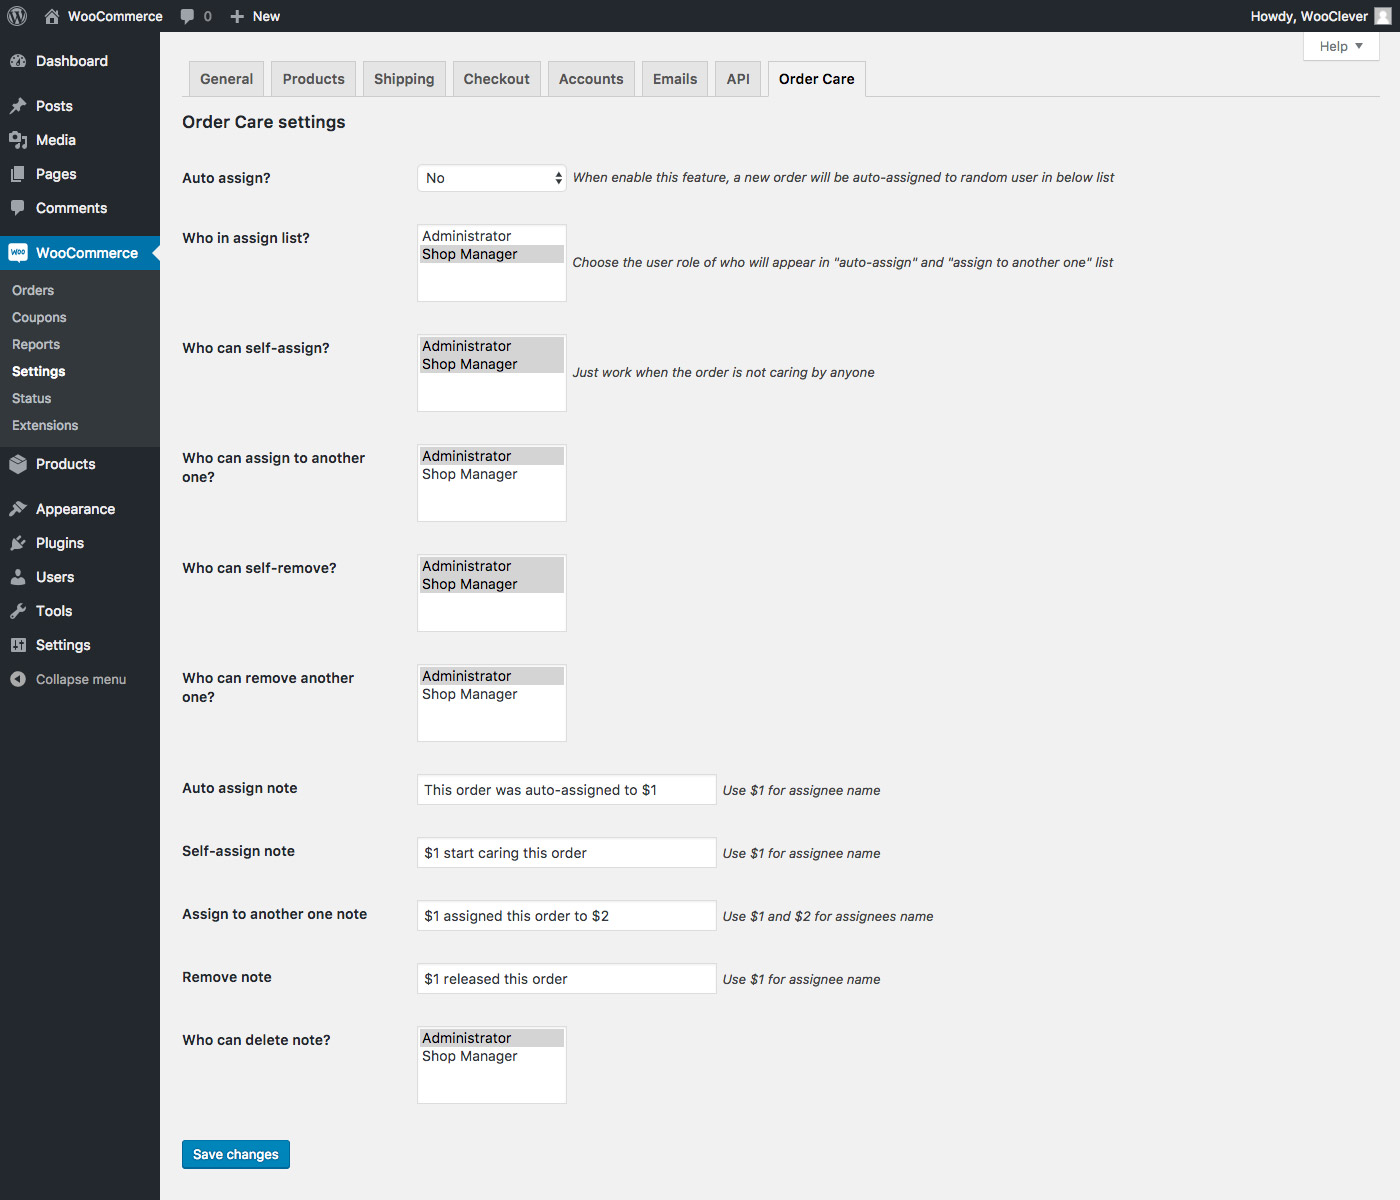 WooCommerce 0 New Howdy, WooClever
Help
Dashboard
Posts
Media
Pages
Comments
Woo WooCommerce
Orders
Coupons
Reports
Settings
Status
Extensions
Products
Appearance
Plugins
Users
Tools
Settings
Collapse menu
General Products Shipping Checkout Accounts Emails API Order Care
Order Care settings
Auto assign? No When enable this feature, a new order will be auto-assigned to random user in below list
Who in assign list?
Administrator
Shop Manager
Choose the user role of who will appear in "auto-assign" and "assign to another one" list
Who can self-assign?
Administrator
Shop Manager
Just work when the order is not caring by anyone
Who can assign to another
one?
Administrator
Shop Manager
Who can self-remove?
Administrator
Shop Manager
Who can remove another
one?
Administrator
Shop Manager
Auto assign note This order was auto-assigned to $1 Use $1 for assignee name
Self-assign note $1 start caring this order Use $1 for assignee name
Assign to another one note $1 assigned this order to $2 Use $1 and $2 for assignees name
Remove note $1 released this order Use $1 for assignee name
Who can delete note?
Administrator
Shop Manager
Save changes